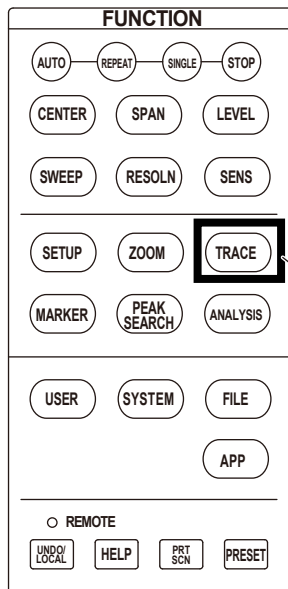 FUNCTION
AUTO REPEAT SINGLE STOP
CENTER SPAN LEVEL
SWEEP RESOLN SENS
SETUP ZOOM TRACE
MARKER PEAK SEARCH ANALYSIS
USER SYSTEM FILE
APP
REMOTE
UNDO/LOCAL HELP PRT SCN PRESET